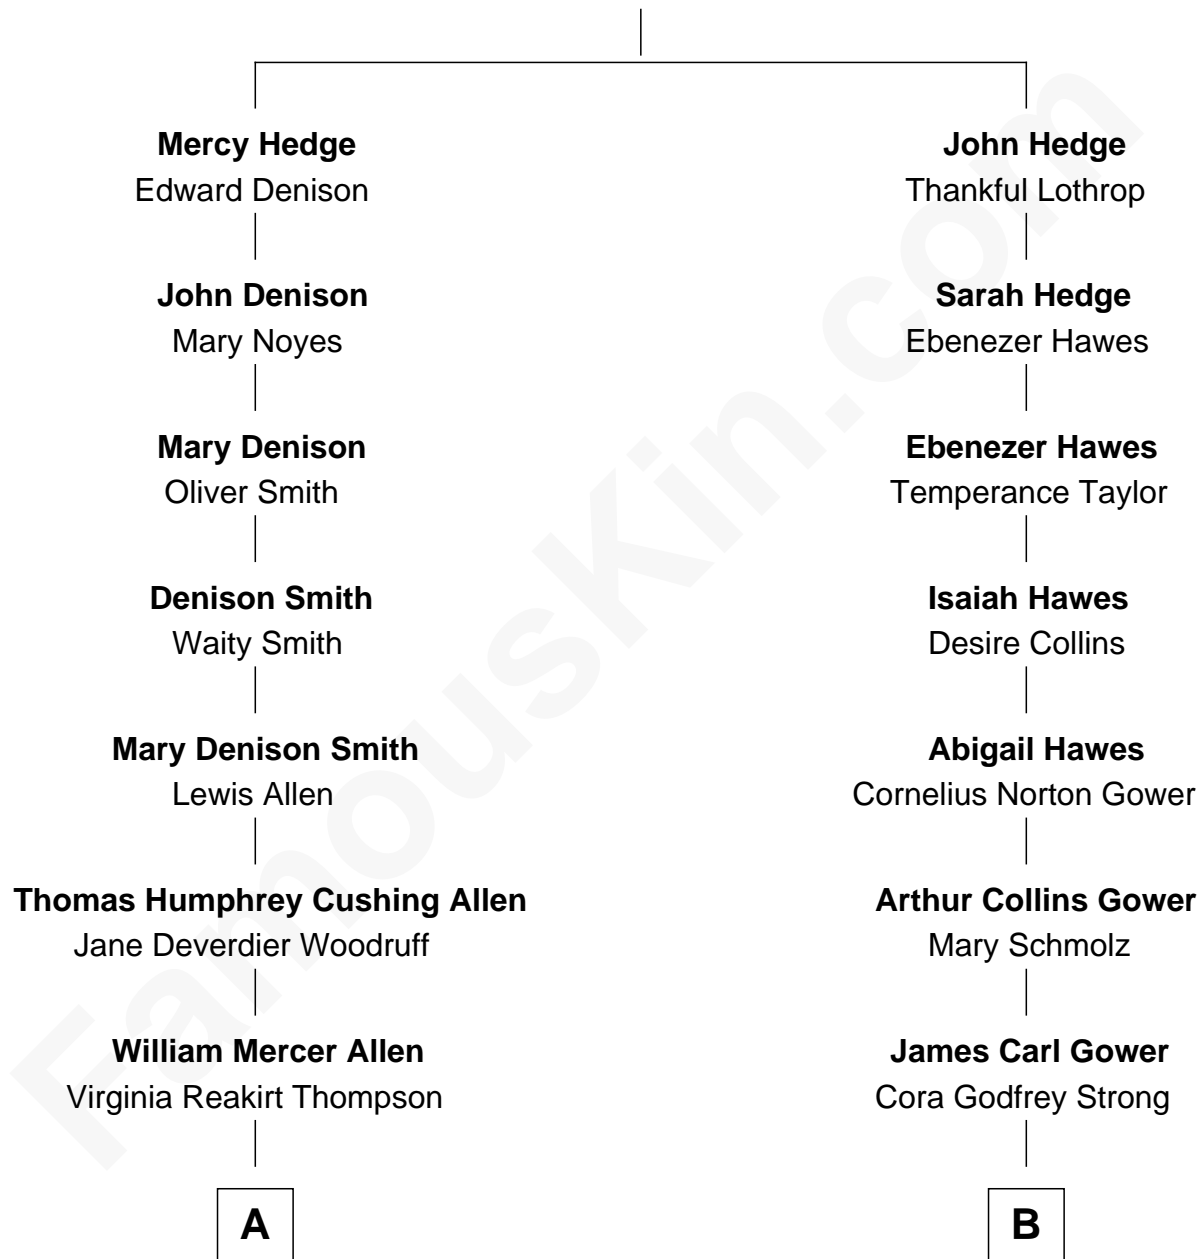 Mercy Hedge
Edward Denison
John Denison
Mary Noyes
Mary Denison
Oliver Smith
Denison Smith
Waity Smith
Mary Denison Smith
Lewis Allen
Thomas Humphrey Cushing Allen
Jane Deverdier Woodruff
William Mercer Allen
Virginia Reakirt Thompson
A
John Hedge
Thankful Lothrop
Sarah Hedge
Ebenezer Hawes
Ebenezer Hawes
Temperance Taylor
Isaiah Hawes
Desire Collins
Abigail Hawes
Cornelius Norton Gower
Arthur Collins Gower
Mary Schmolz
James Carl Gower
Cora Godfrey Strong
B
FamousKin.com